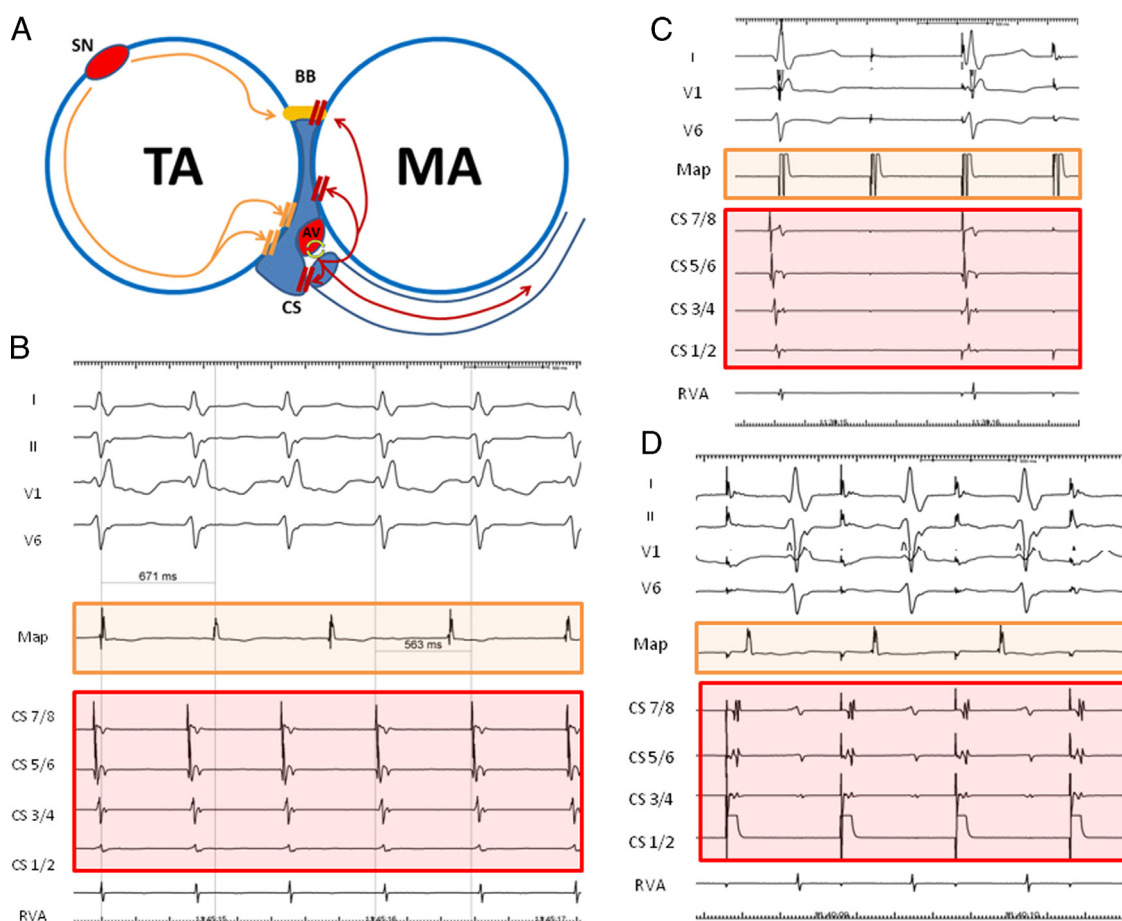 A
SN
BB
TA
MA
AV
CS
B
I
II
V1
V6
671 ms
Map
563 ms
CS 7/8
CS 5/6
CS 3/4
CS 1/2
RVA
C
I
V1
V6
Map
CS 7/8
CS 5/6
CS 3/4
CS 1/2
RVA
D
I
II
V1
V6
Map
CS 7/8
CS 5/6
CS 3/4
CS 1/2
RVA